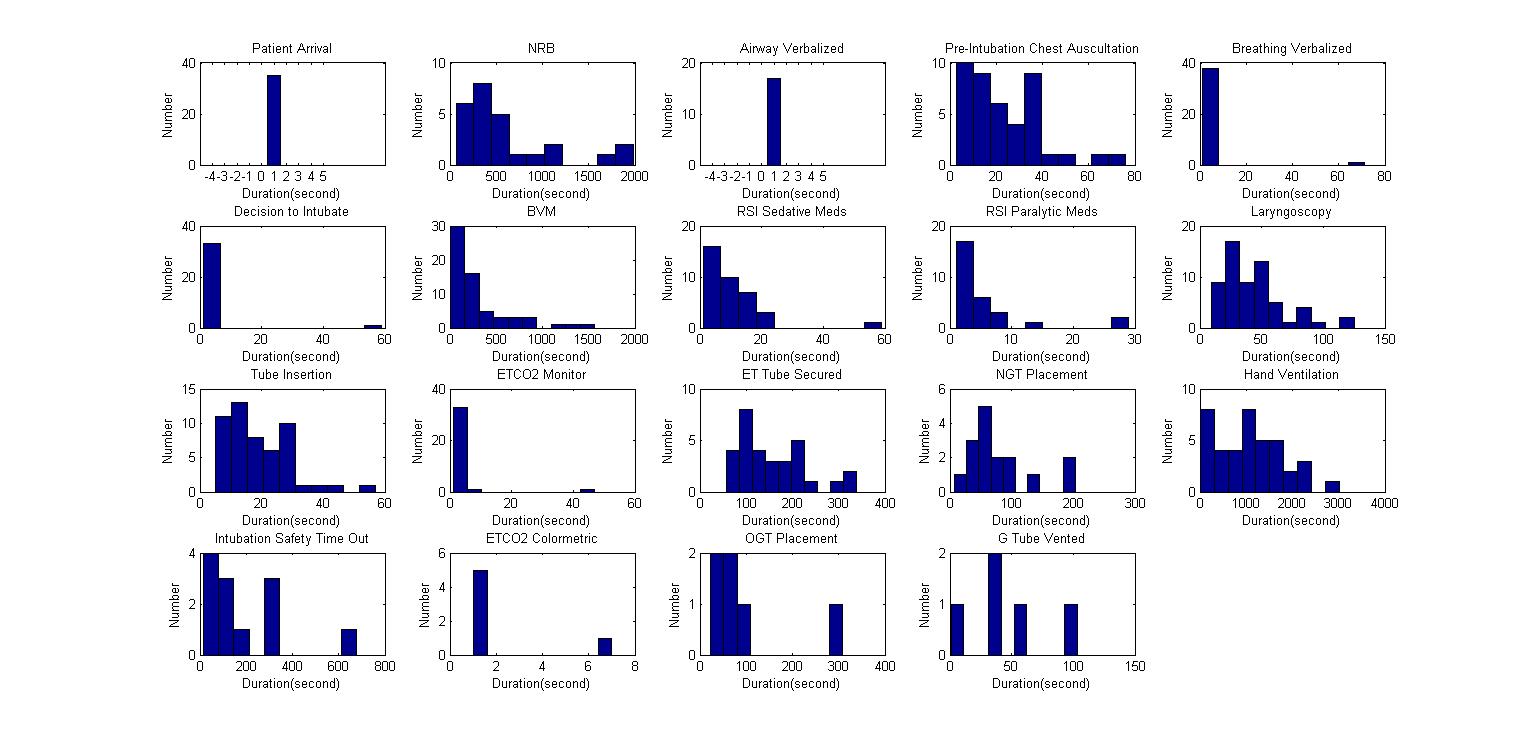 Patient Arrival
40
20
0
Number
-4 -3 -2 -1 0 1 2 3 4 5
Duration(second)
NRB
10
5
0
Number
0 500 1000 1500 2000
Duration(second)
Airway Verbalized
20
10
0
Number
-4 -3 -2 -1 0 1 2 3 4 5
Duration(second)
Pre-Intubation Chest Auscultation
10
5
0
Number
0 20 40 60 80
Duration(second)
Breathing Verbalized
40
20
0
Number
0 20 40 60 80
Duration(second)
Decision to Intubate
40
20
0
Number
0 20 40 60
Duration(second)
BVM
30
20
10
0
Number
0 500 1000 1500 2000
Duration(second)
RSI Sedative Meds
20
10
0
Number
0 20 40 60
Duration(second)
RSI Paralytic Meds
20
10
0
Number
0 10 20 30
Duration(second)
Laryngoscopy
20
10
0
Number
0 50 100 150
Duration(second)
Tube Insertion
15
10
5
0
Number
0 20 40 60
Duration(second)
ETCO2 Monitor
40
20
0
Number
0 20 40 60
Duration(second)
ET Tube Secured
10
5
0
Number
0 100 200 300 400
Duration(second)
NGT Placement
6
4
2
0
Number
0 100 200 300
Duration(second)
Hand Ventilation
10
5
0
Number
0 1000 2000 3000 4000
Duration(second)
Intubation Safety Time Out
4
2
0
Number
0 200 400 600 800
Duration(second)
ETCO2 Colormetric
6
4
2
0
Number
0 2 4 6 8
Duration(second)
OGT Placement
2
1
0
Number
0 100 200 300 400
Duration(second)
G Tube Vented
2
1
0
Number
0 50 100 150
Duration(second)